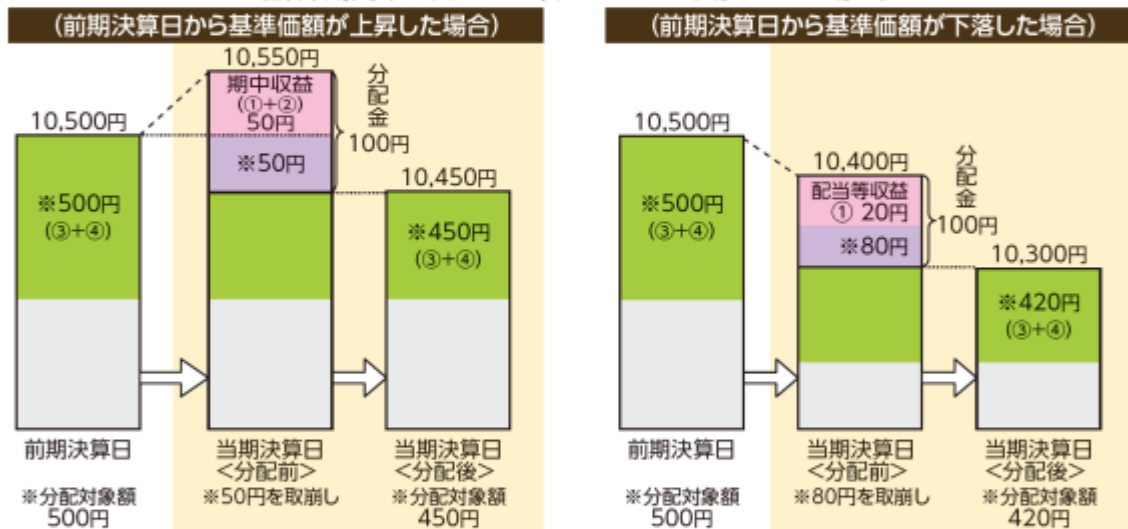 (前期決算日から基準価額が上昇した場合)
10,550円
期中収益
(①+②)
50円
※50円
分配金
100円
10,500円
※500円
(③+④)
10,450円
※450円
(③+④)
前期決算日
当期決算日
<分配前>
当期決算日
<分配後>
※分配対象額
500円
※50円を取崩し
※分配対象額
450円
(前期決算日から基準価額が下落した場合)
10,500円
※500円
(③+④)
10,400円
配当等収益
① 20円
※80円
分配金
100円
10,300円
※420円
(③+④)
前期決算日
当期決算日
<分配前>
当期決算日
<分配後>
※分配対象額
500円
※80円を取崩し
※分配対象額
420円